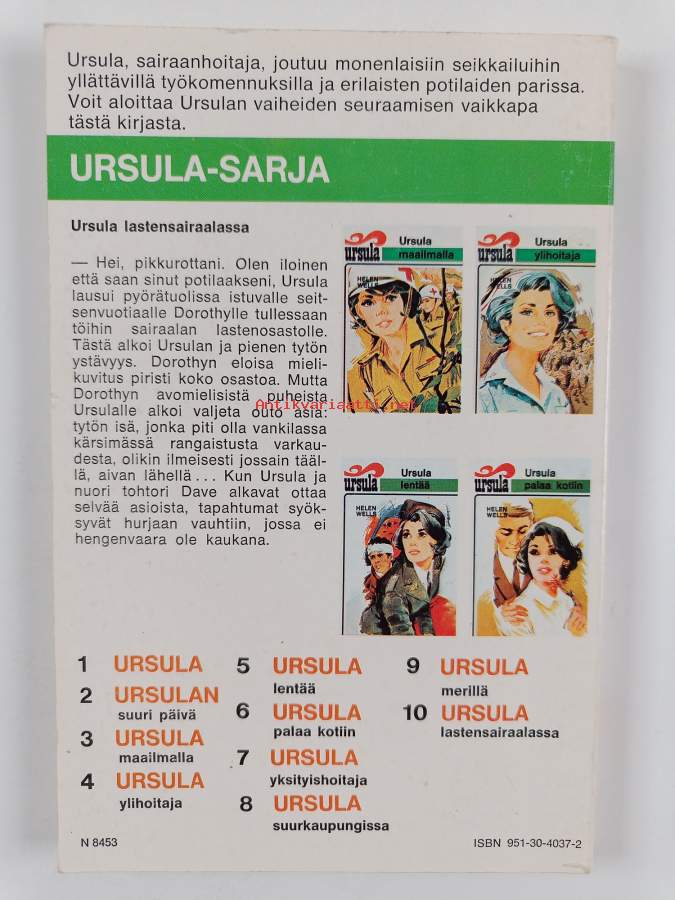 Ursula, sairaanhoitaja, joutuu monenlaisiin seikkailuihin
yllättävillä työkomennuksilla ja erilaisten potilaiden parissa.
Voit aloittaa Ursulan vaiheiden seuraamisen vaikkapa
tästä kirjasta.
URSULA-SARJA
Ursula lastensairaalassa
— Hei, pikkurottani. Olen iloinen
että saan sinut potilaakseni, Ursula
lausui pyörätuolissa istuvalle seit-
senvuotiaalle Dorothylle tullessaan
töihin sairaalan lastenosastolle.
Tästä alkoi Ursulan ja pienen tytön
ystävyys. Dorothyn eloisa mieli-
kuvitus piristi koko osastoa. Mutta
Dorothyn avomielisistä puheista
Ursulalle alkoi valjeta outo asia:
tytön isä, jonka piti olla vankilassa
kärsimässä rangaistusta varkau-
desta, olikin ilmeisesti jossain tääl-
lä, aivan lähellä... Kun Ursula ja
nuori tohtori Dave alkavat ottaa
selvää asioista, tapahtumat syök-
syvät hurjaan vauhtiin, jossa ei
hengenvaara ole kaukana.
ursula
Ursula
maailmalla
HELEN
WELLS
ursula
Ursula
ylihoitaja
HELEN
WELLS
Antikvariaatti.net
ursula
Ursula
lentää
HELEN
WELLS
ursula
Ursula
palaa kotiin
HELEN
WELLS
1 URSULA
2 URSULAN
suuri päivä
3 URSULA
maailmalla
4 URSULA
ylihoitaja
5 URSULA
lentää
6 URSULA
palaa kotiin
7 URSULA
yksityishoitaja
8 URSULA
suurkaupungissa
9 URSULA
merillä
10 URSULA
lastensairaalassa
N 8453
ISBN 951-30-4037-2